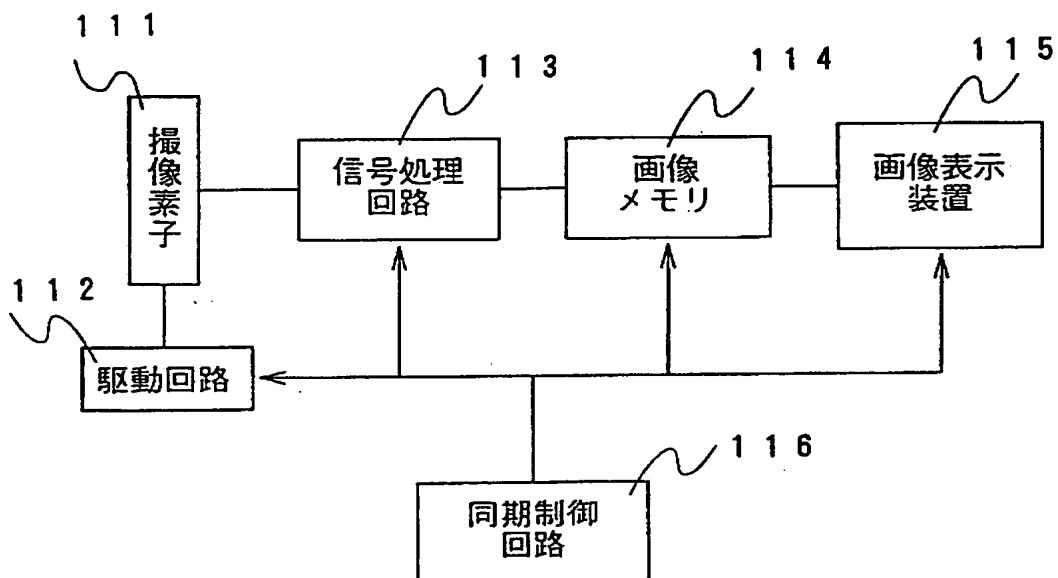 111
撮像素子
112
駆動回路
113
信号処理
回路
114
画像
メモリ
115
画像表示
装置
116
同期制御
回路